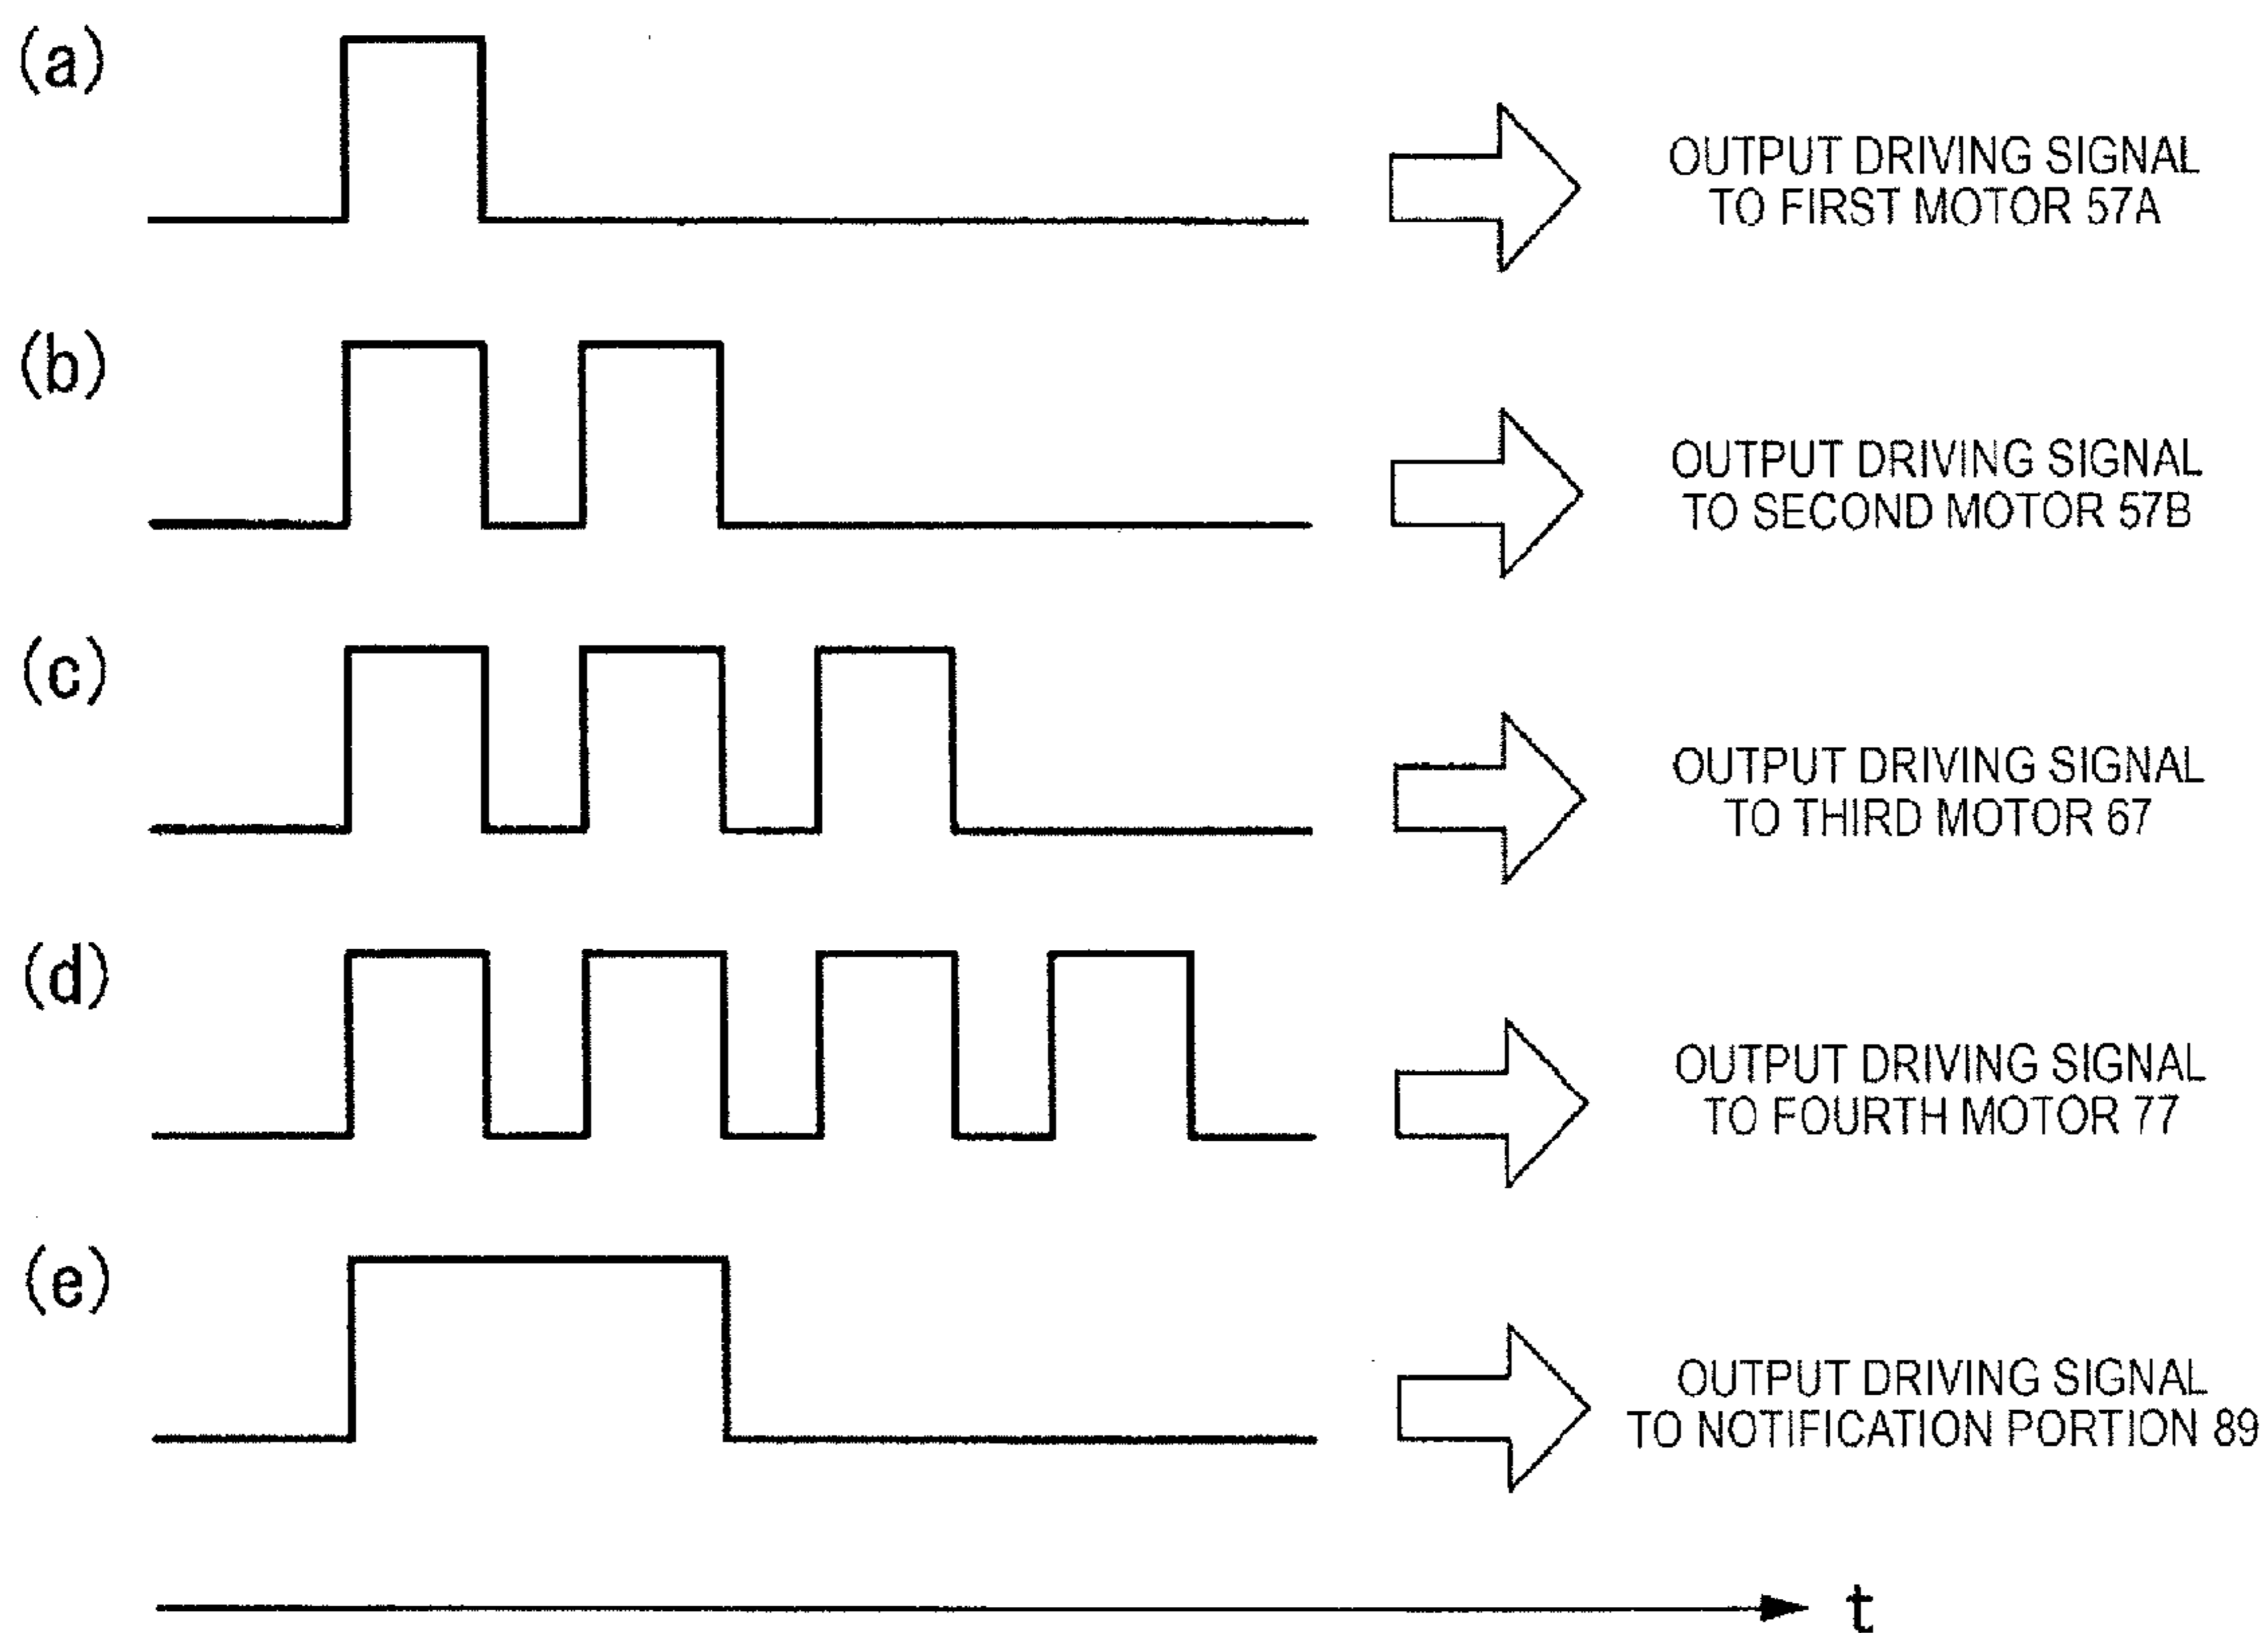 (a)
OUTPUT DRIVING SIGNAL
TO FIRST MOTOR 57A
(b)
OUTPUT DRIVING SIGNAL
TO SECOND MOTOR 57B
(c)
OUTPUT DRIVING SIGNAL
TO THIRD MOTOR 67
(d)
OUTPUT DRIVING SIGNAL
TO FOURTH MOTOR 77
(e)
OUTPUT DRIVING SIGNAL
TO NOTIFICATION PORTION 89
t